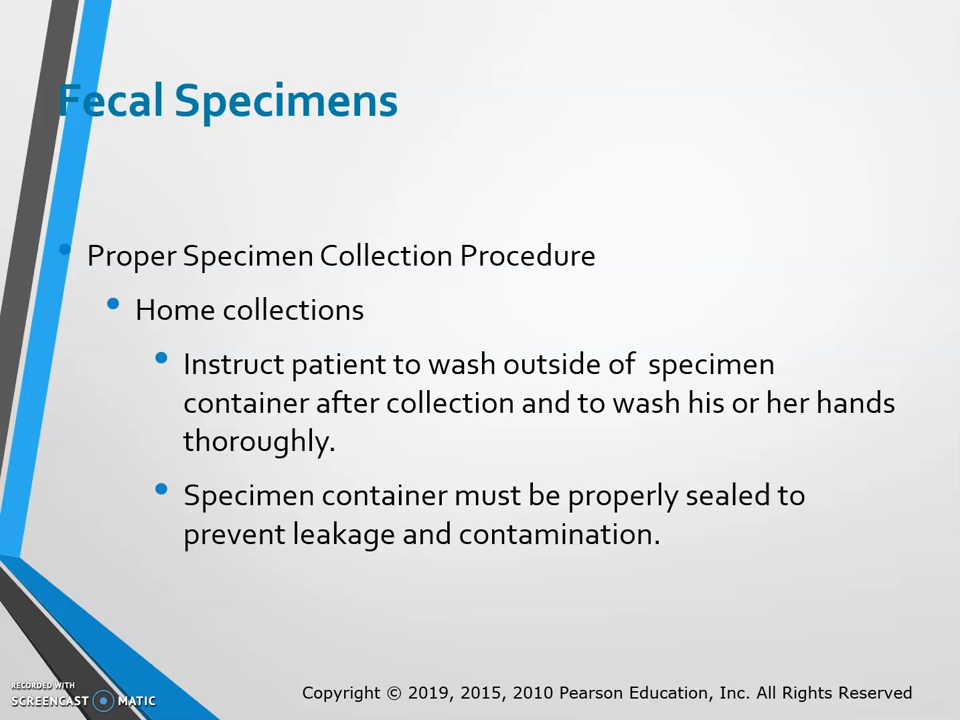 Fecal Specimens
Proper Specimen Collection Procedure
Home collections
Instruct patient to wash outside of  specimen
container after collection and to wash his or her hands
thoroughly.
Specimen container must be properly sealed to
prevent leakage and contamination.
RECORDED WITH
SCREENCAST MATIC
Copyright © 2019, 2015, 2010 Pearson Education, Inc. All Rights Reserved